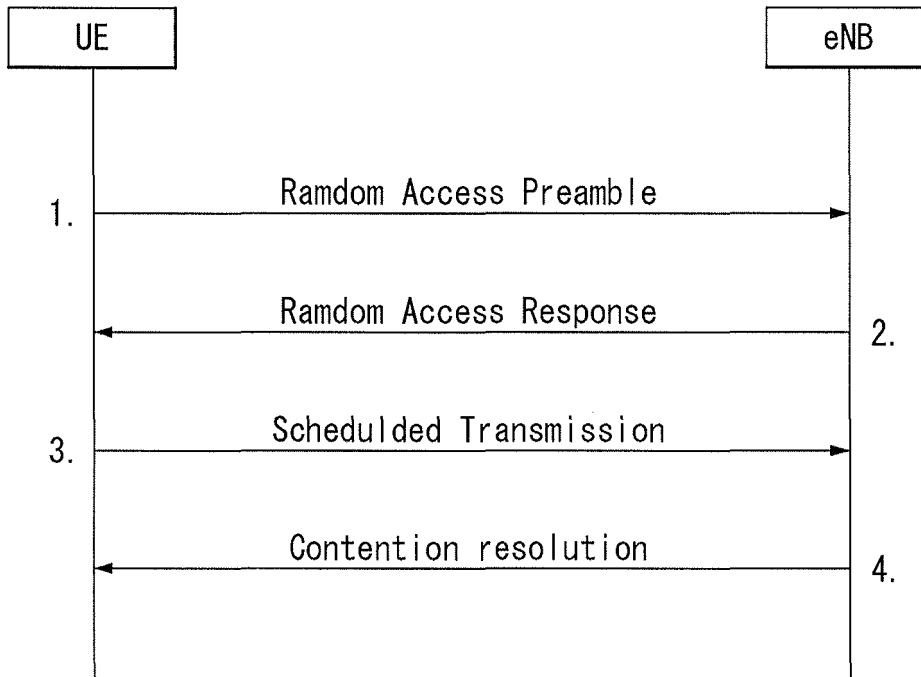 UE
eNB
Ramdom Access Preamble
1.
Ramdom Access Response
2.
Schedulded Transmission
3.
Contention resolution
4.